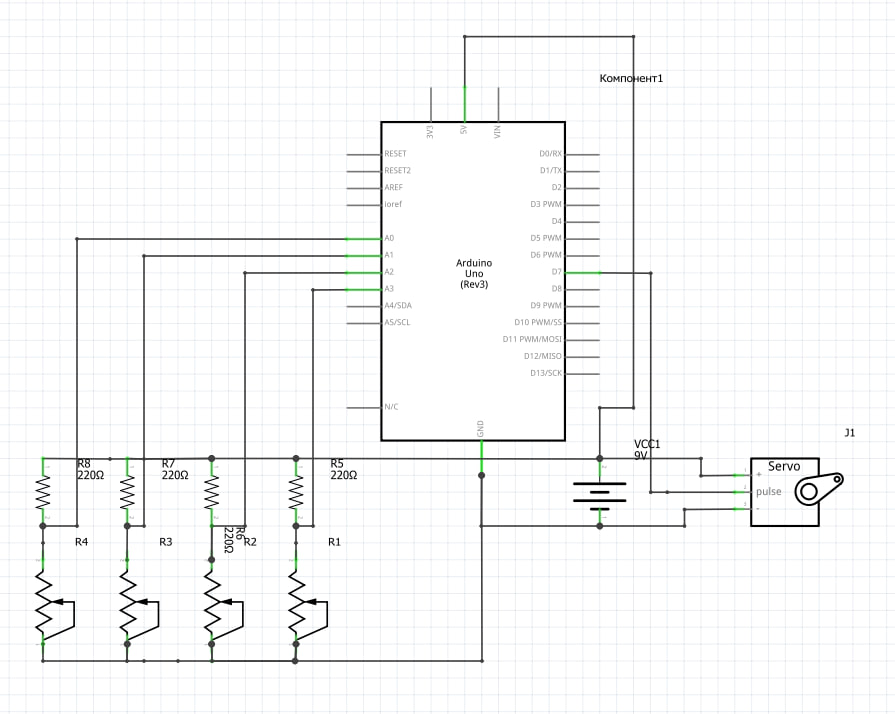 Компонент1
3V3
5V
VIN
RESET
RESET2
AREF
ioref
A0
A1
A2
A3
A4/SDA
A5/SCL
N/C
Arduino
Uno
(Rev3)
D0/RX
D1/TX
D2
D3 PWM
D4
D5 PWM
D6 PWM
D7
D8
D9 PWM
D10 PWM/SS
D11 PWM/MOSI
D12/MISO
D13/SCK
GND
R8
220Ω
R7
220Ω
R6
220Ω
R5
220Ω
R4
R3
R2
R1
VCC1
9V
J1
Servo
+
pulse
-